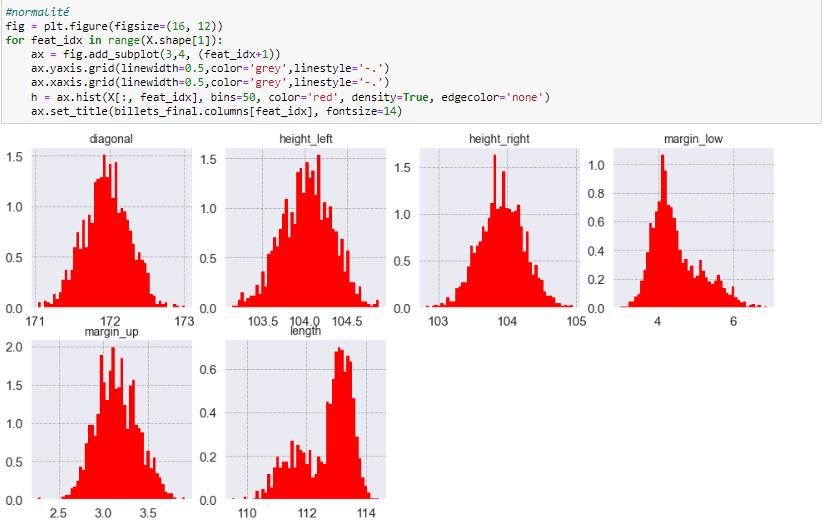 #normalité
fig = plt.figure(figsize=(16, 12))
for feat_idx in range(X.shape[1]):
    ax = fig.add_subplot(3,4, (feat_idx+1))
    ax.yaxis.grid(linewidth=0.5,color='grey',linestyle='-.')
    ax.xaxis.grid(linewidth=0.5,color='grey',linestyle='-.')
    h = ax.hist(X[:, feat_idx], bins=50, color='red', density=True, edgecolor='none')
    ax.set_title(billets_final.columns[feat_idx], fontsize=14)
diagonal
1.5
1.0
0.5
0.0
171 172 173
height_left
1.5
1.0
0.5
0.0
103.5 104.0 104.5
height_right
1.5
1.0
0.5
0.0
103 104 105
margin_low
1.0
0.8
0.6
0.4
0.2
0.0
4 6
margin_up
2.0
1.5
1.0
0.5
0.0
2.5 3.0 3.5
length
0.6
0.4
0.2
0.0
110 112 114